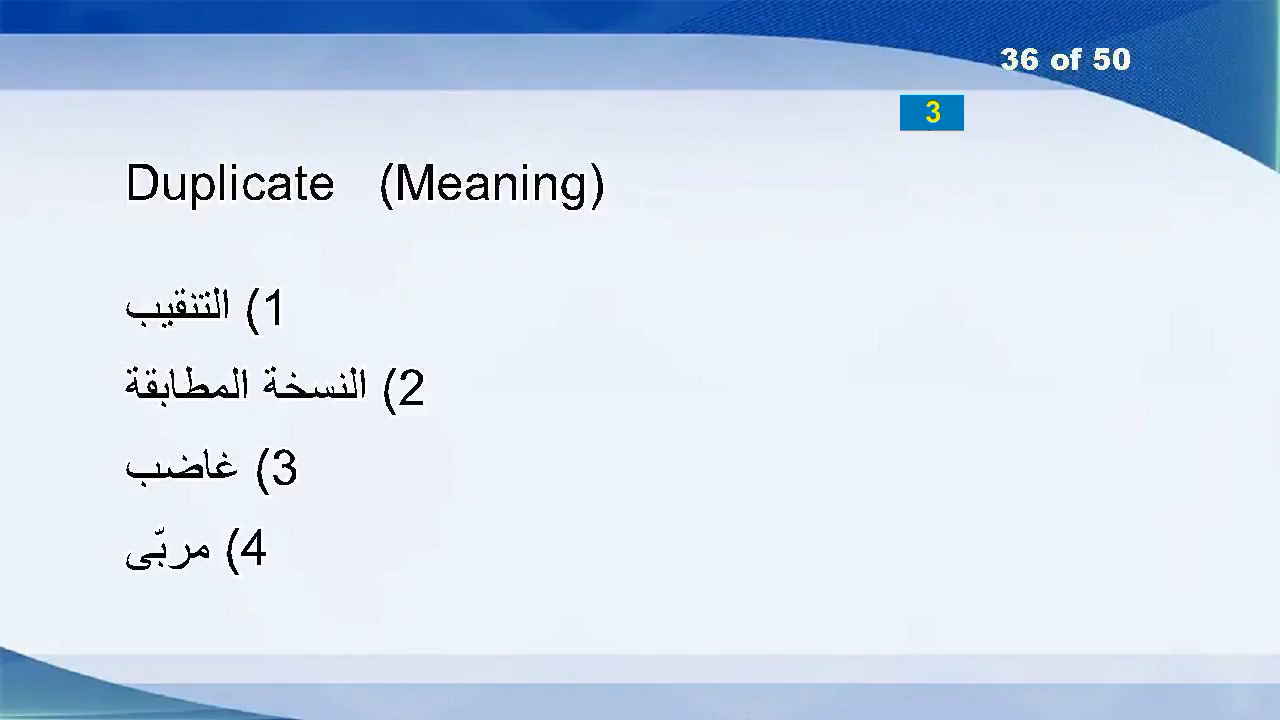 36 of 50
3
Duplicate (Meaning)
1) التنقيب
2) النسخة المطابقة
3) غاضب
4) مربّى